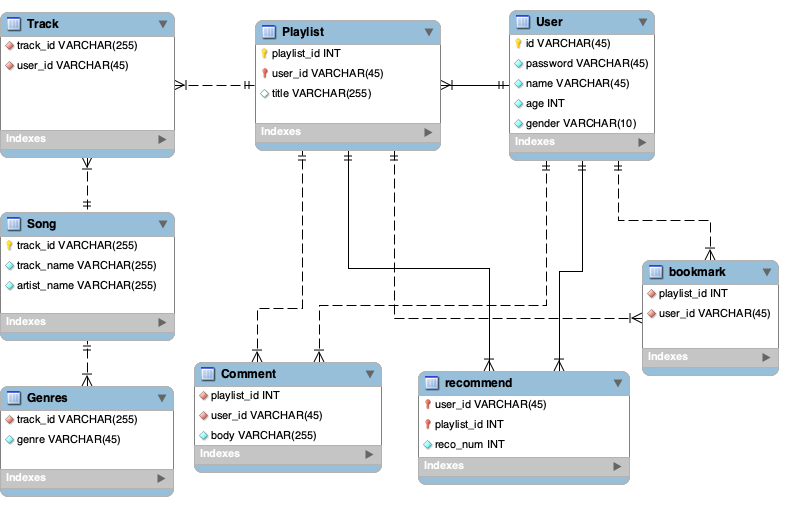 Track
track_id VARCHAR(255)
user_id VARCHAR(45)
Indexes
Playlist
playlist_id INT
user_id VARCHAR(45)
title VARCHAR(255)
Indexes
User
id VARCHAR(45)
password VARCHAR(45)
name VARCHAR(45)
age INT
gender VARCHAR(10)
Indexes
Song
track_id VARCHAR(255)
track_name VARCHAR(255)
artist_name VARCHAR(255)
Indexes
bookmark
playlist_id INT
user_id VARCHAR(45)
Indexes
Genres
track_id VARCHAR(255)
genre VARCHAR(45)
Indexes
Comment
playlist_id INT
user_id VARCHAR(45)
body VARCHAR(255)
Indexes
recommend
user_id VARCHAR(45)
playlist_id INT
reco_num INT
Indexes